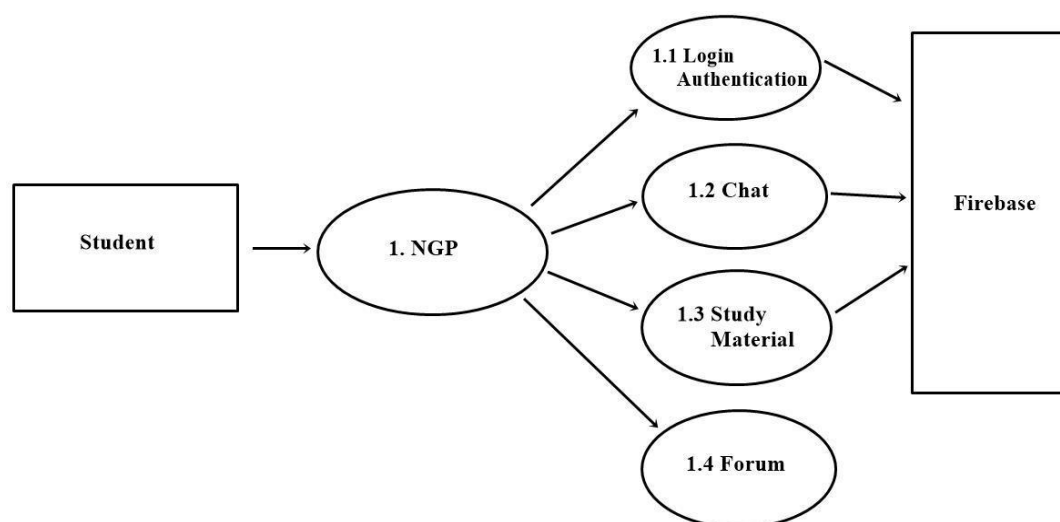 Student
1. NGP
1.1 Login
Authentication
1.2 Chat
1.3 Study
Material
1.4 Forum
Firebase